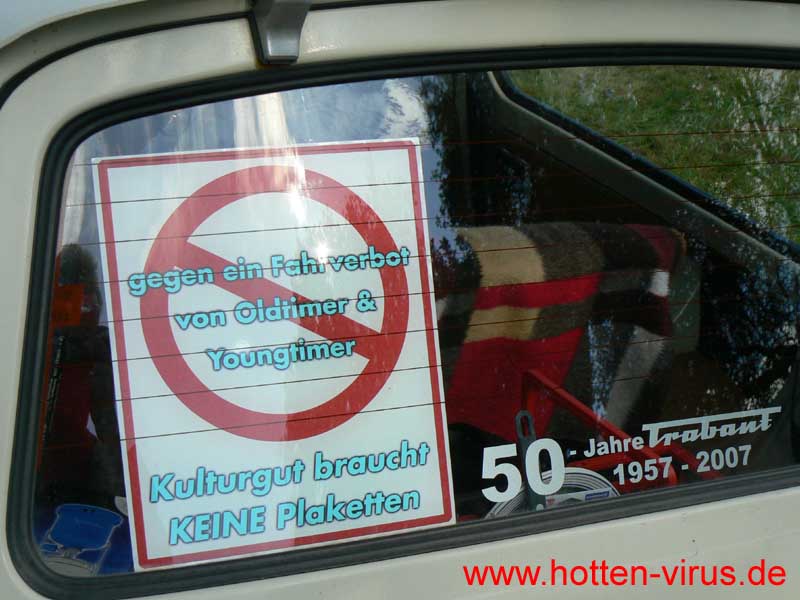 gegen ein Fahrverbot
von Oldtimer &
Youngtimer
Kulturgut braucht
KEINE Plaketten
50 - Jahre Trabant
1957 - 2007
www.hotten-virus.de